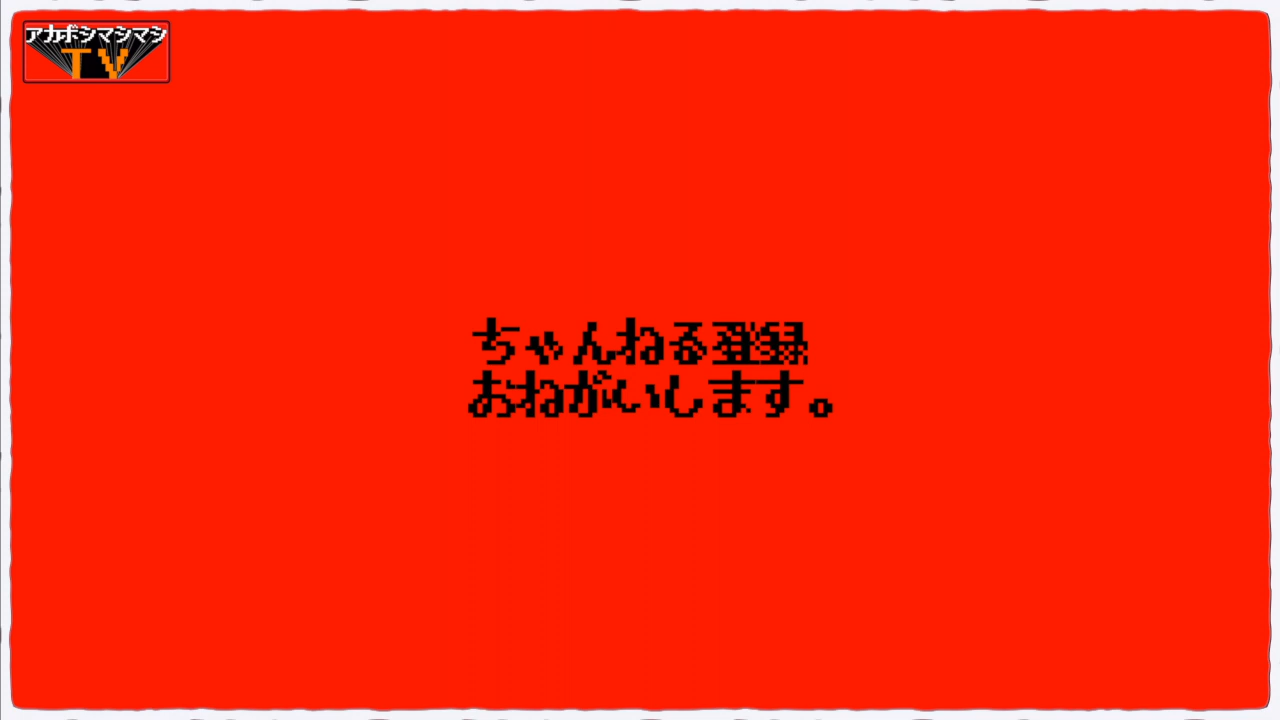 アカボシマシマシ
TV
ちゃんねる登録
おねがいします。